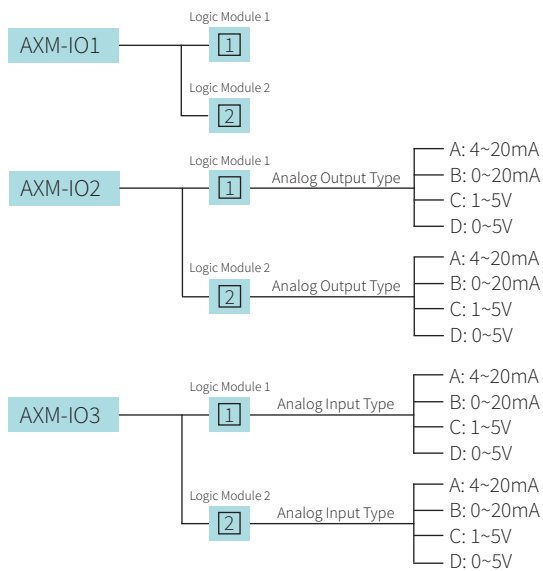 Logic Module 1
AXM-IO1
1
Logic Module 2
2
Logic Module 1
AXM-IO2
1
Analog Output Type
A: 4~20mA
B: 0~20mA
C: 1~5V
D: 0~5V
Logic Module 2
2
Analog Output Type
A: 4~20mA
B: 0~20mA
C: 1~5V
D: 0~5V
Logic Module 1
AXM-IO3
1
Analog Input Type
A: 4~20mA
B: 0~20mA
C: 1~5V
D: 0~5V
Logic Module 2
2
Analog Input Type
A: 4~20mA
B: 0~20mA
C: 1~5V
D: 0~5V